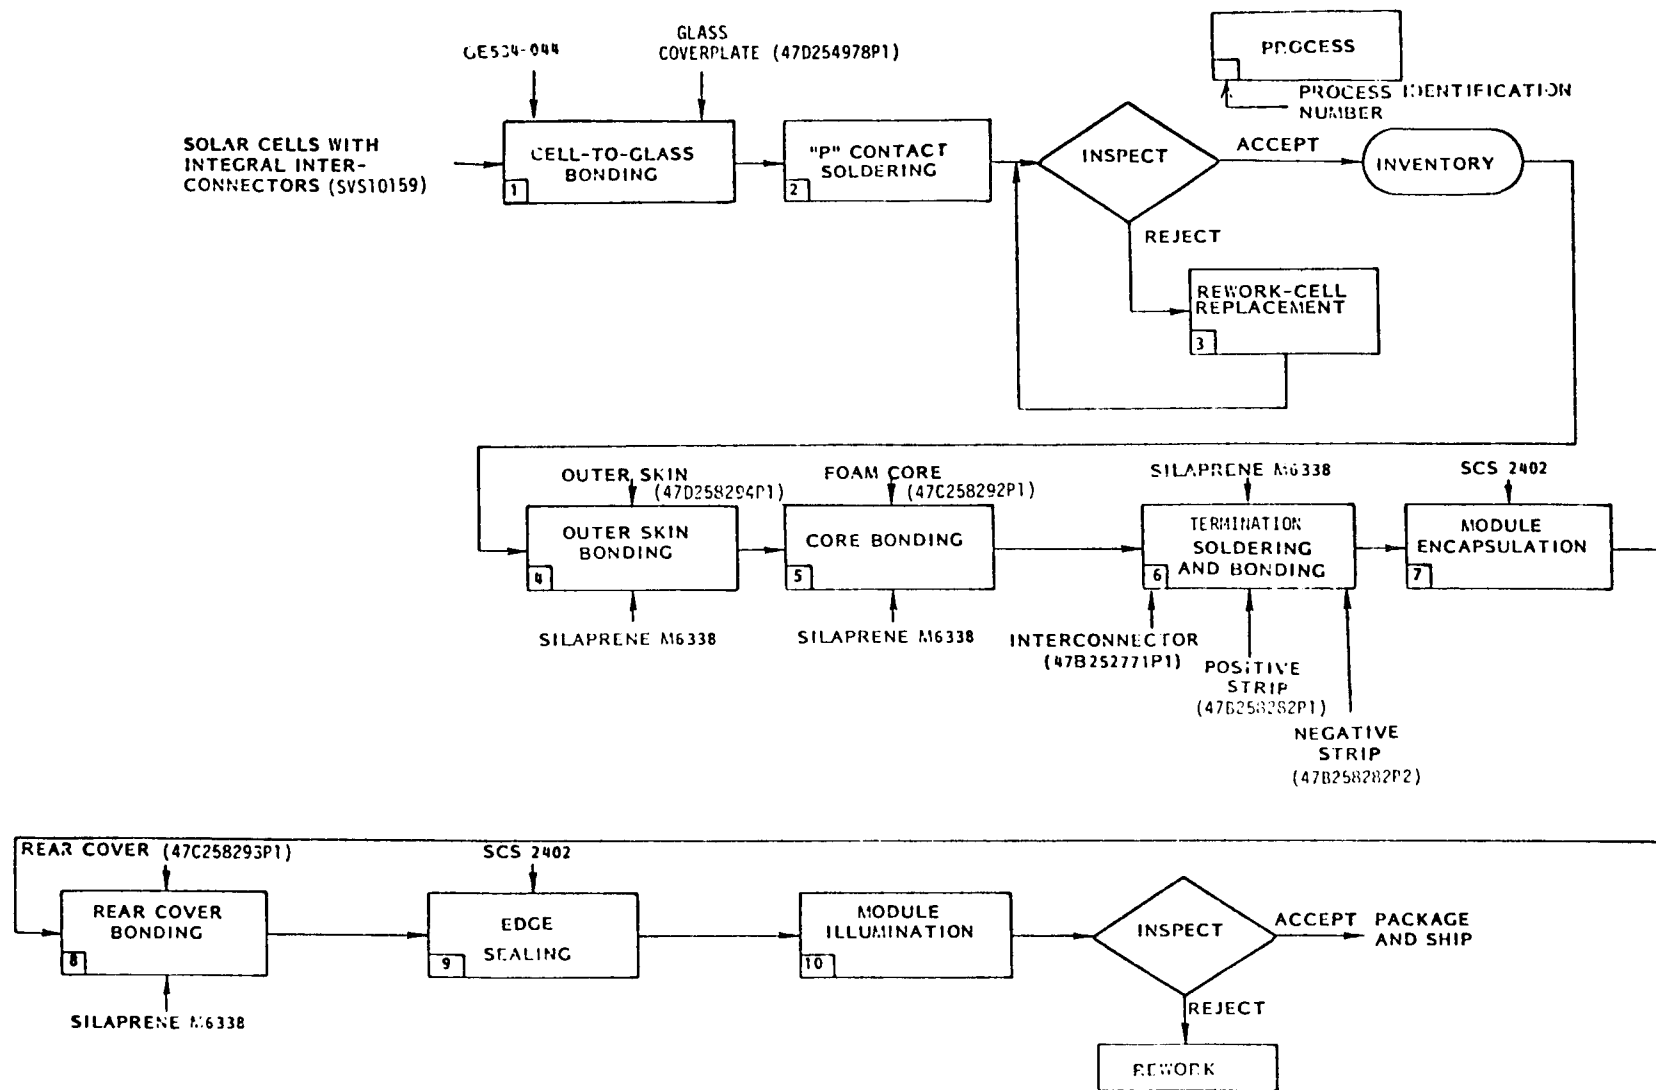 GE534-044
GLASS
COVERPLATE (47D254978P1)
PROCESS
PROCESS IDENTIFICATION
NUMBER
SOLAR CELLS WITH
INTEGRAL INTER-
CONNECTORS (SVS10159)
CELL-TO-GLASS
BONDING
1
"P" CONTACT
SOLDERING
2
INSPECT
ACCEPT
INVENTORY
REJECT
REWORK-CELL
REPLACEMENT
3
OUTER SKIN
(47D258294P1)
OUTER SKIN
BONDING
4
SILAPRENE M6338
FOAM CORE
(47C258292P1)
CORE BONDING
5
SILAPRENE M6338
SILAPRENE M6338
TERMINATION
SOLDERING
AND BONDING
6
INTERCONNECTOR
(47B252771P1)
POSITIVE
STRIP
(47B258282P1)
NEGATIVE
STRIP
(47B258282P2)
SCS 2402
MODULE
ENCAPSULATION
7
REAR COVER (47C258293P1)
REAR COVER
BONDING
8
SILAPRENE M6338
SCS 2402
EDGE
SEALING
9
MODULE
ILLUMINATION
10
INSPECT
ACCEPT
PACKAGE
AND SHIP
REJECT
REWORK